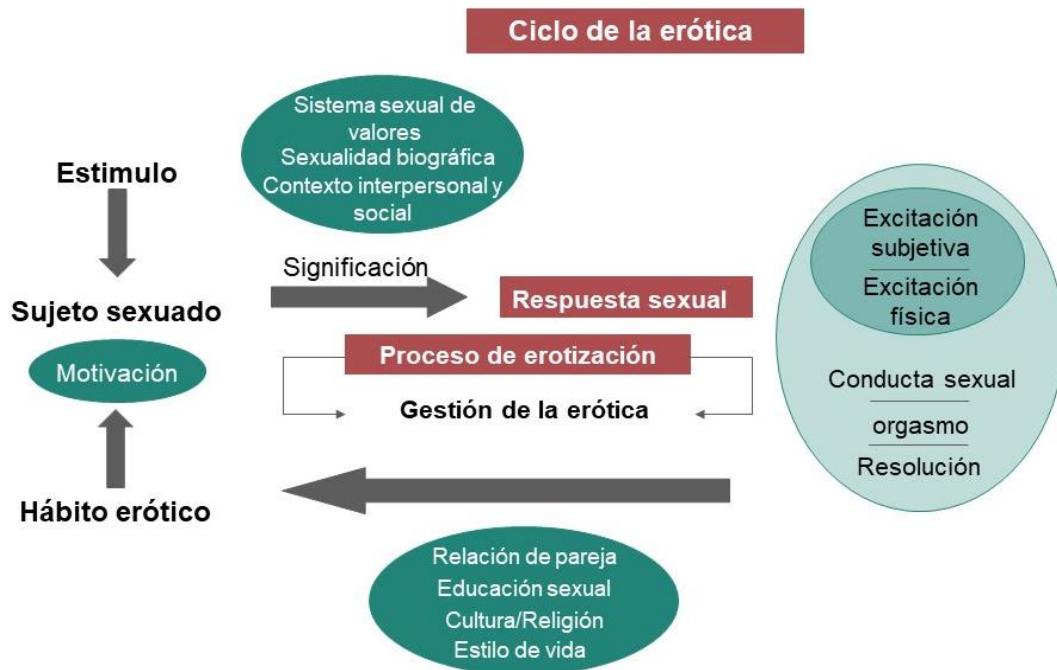 Ciclo de la erótica
Sistema sexual de
valores
Sexualidad biográfica
Contexto interpersonal y
social
Estimulo
Excitación
subjetiva
Excitación
física
Significación
Sujeto sexuado
Respuesta sexual
Motivación
Proceso de erotización
Gestión de la erótica
Conducta sexual
orgasmo
Resolución
Hábito erótico
Relación de pareja
Educación sexual
Cultura/Religión
Estilo de vida